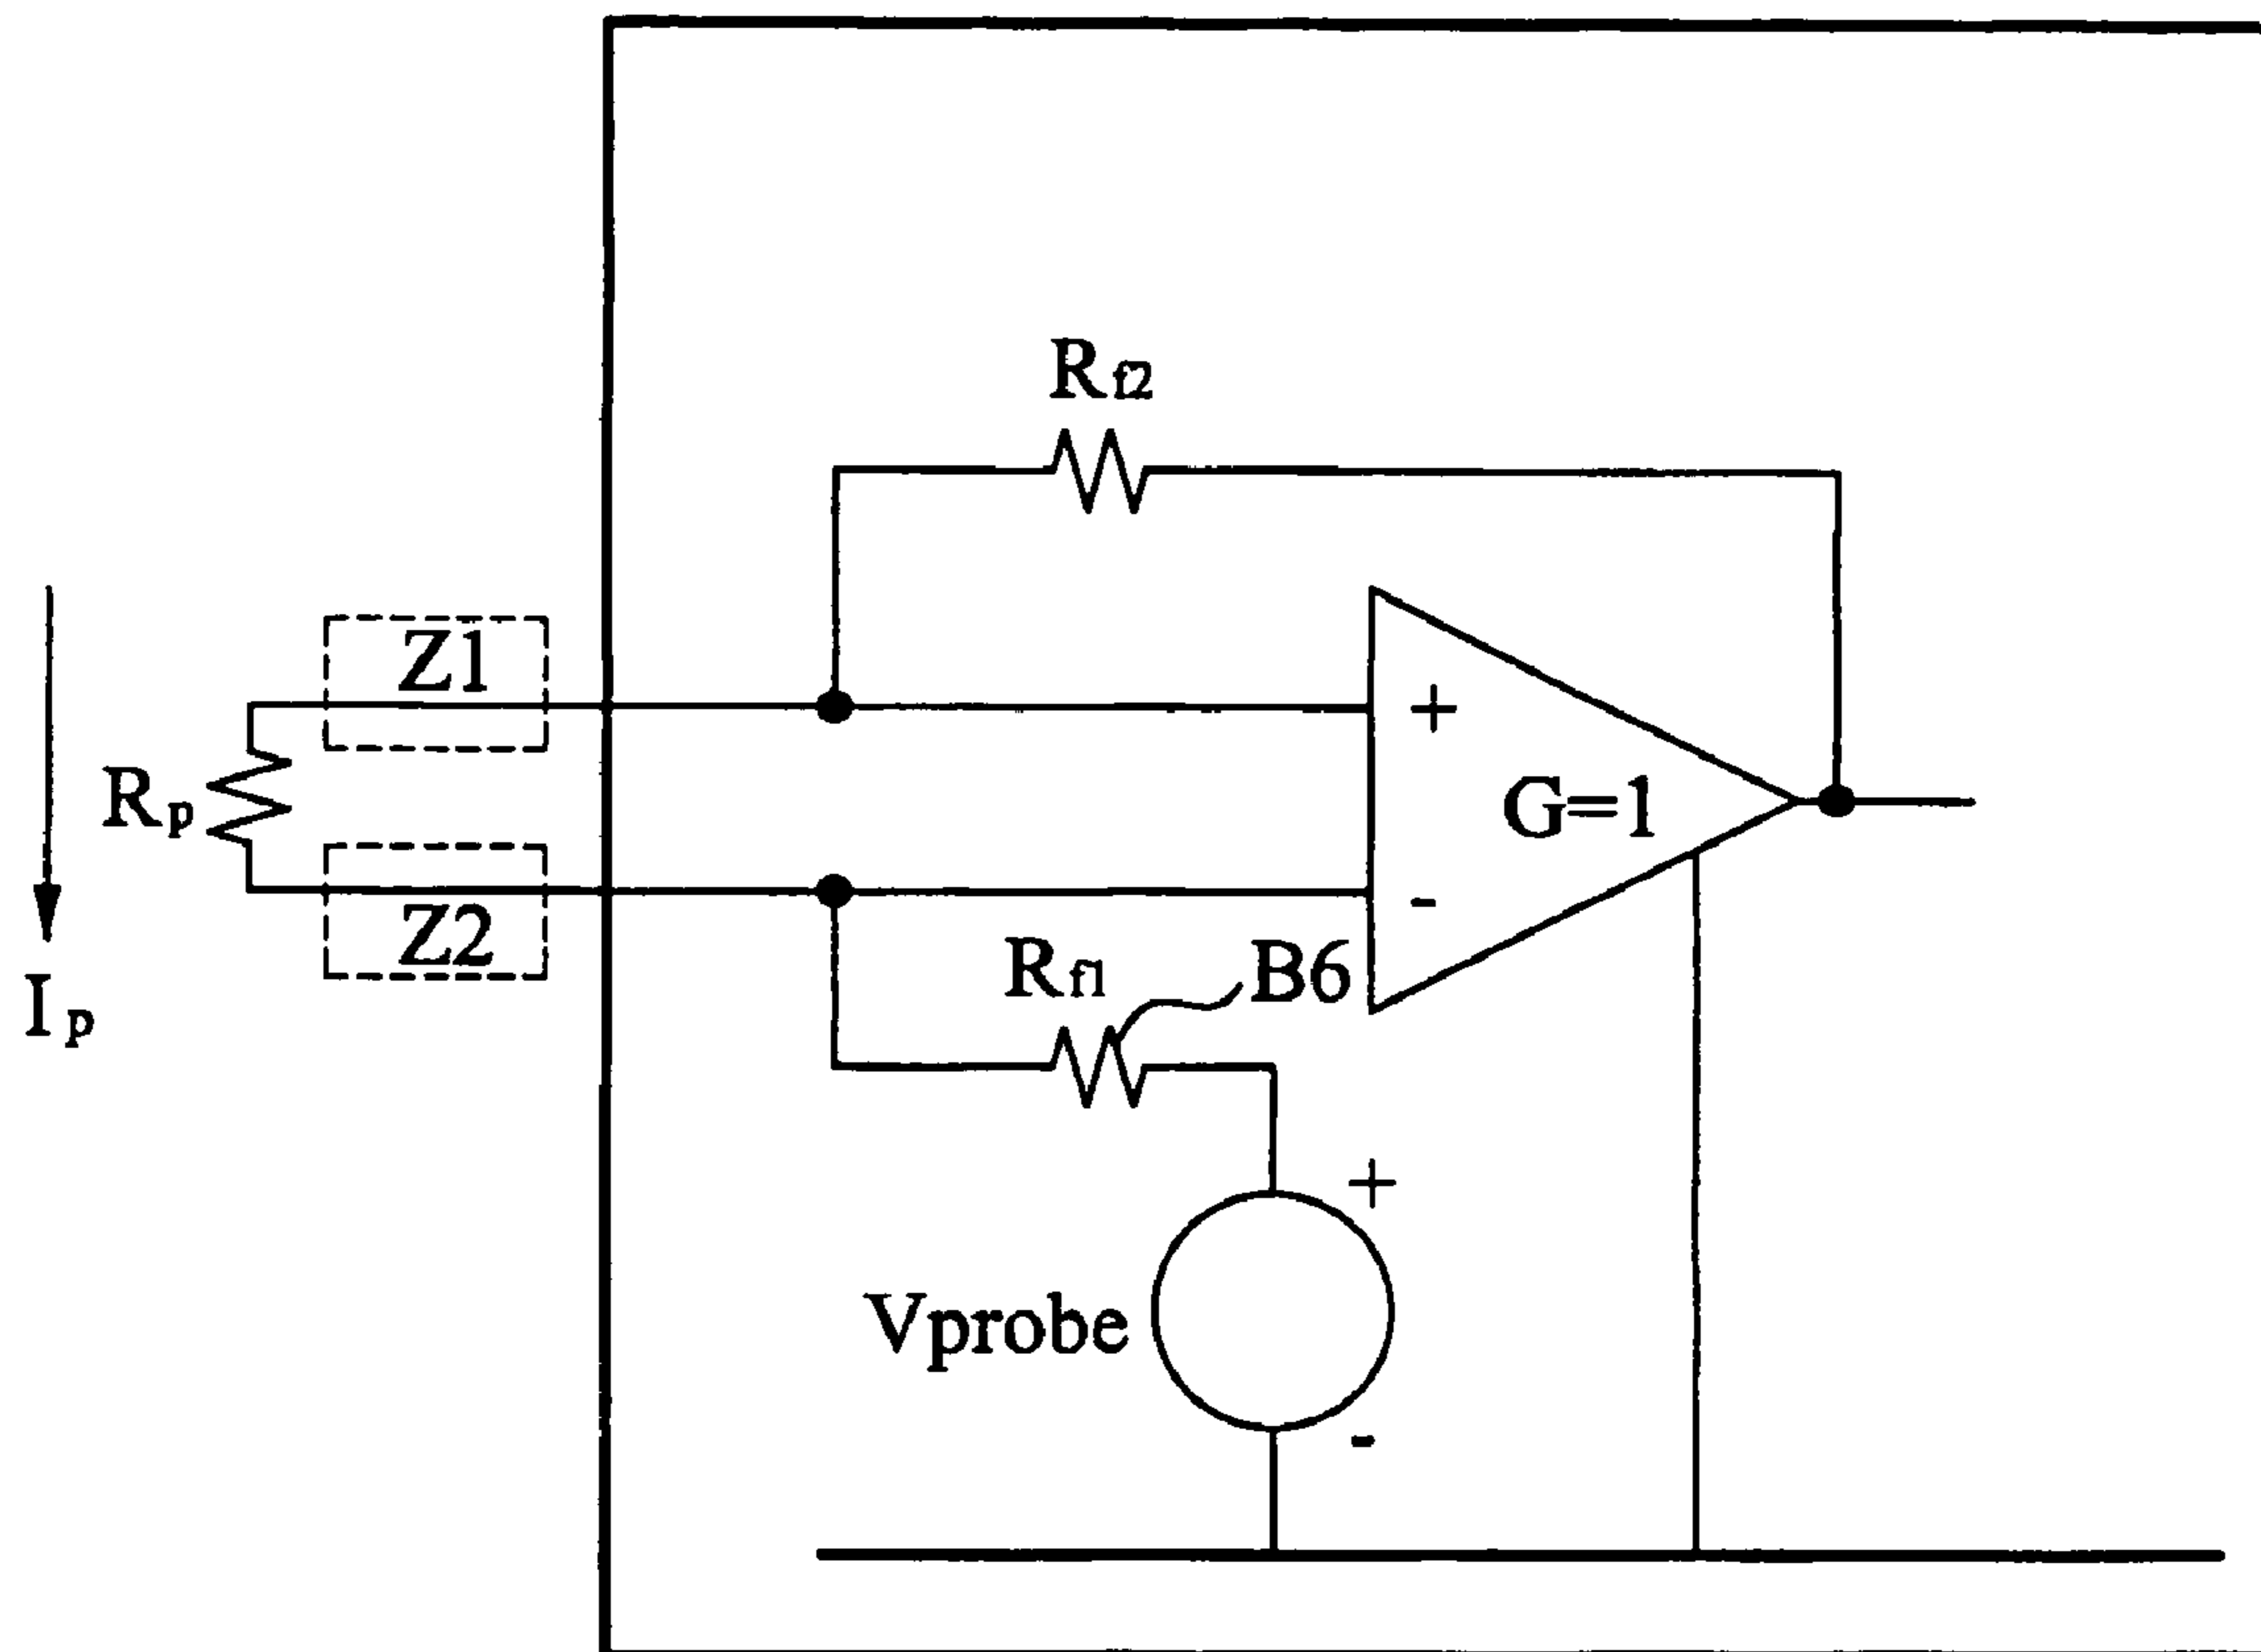 Rf2
Z1
+
Rp
G=1
Z2
-
Rf1
B6
Ip
+
Vprobe
-